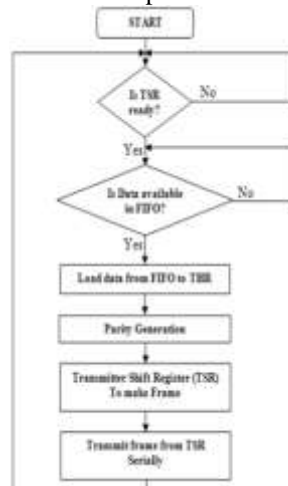 START
Is TSR
ready?
No
Yes
Is Data available
in FIFO?
No
Yes
Load data from FIFO to THR
Parity Generation
Transmitter Shift Register (TSR)
To make Frame
Transmit frame from TSR
Serially